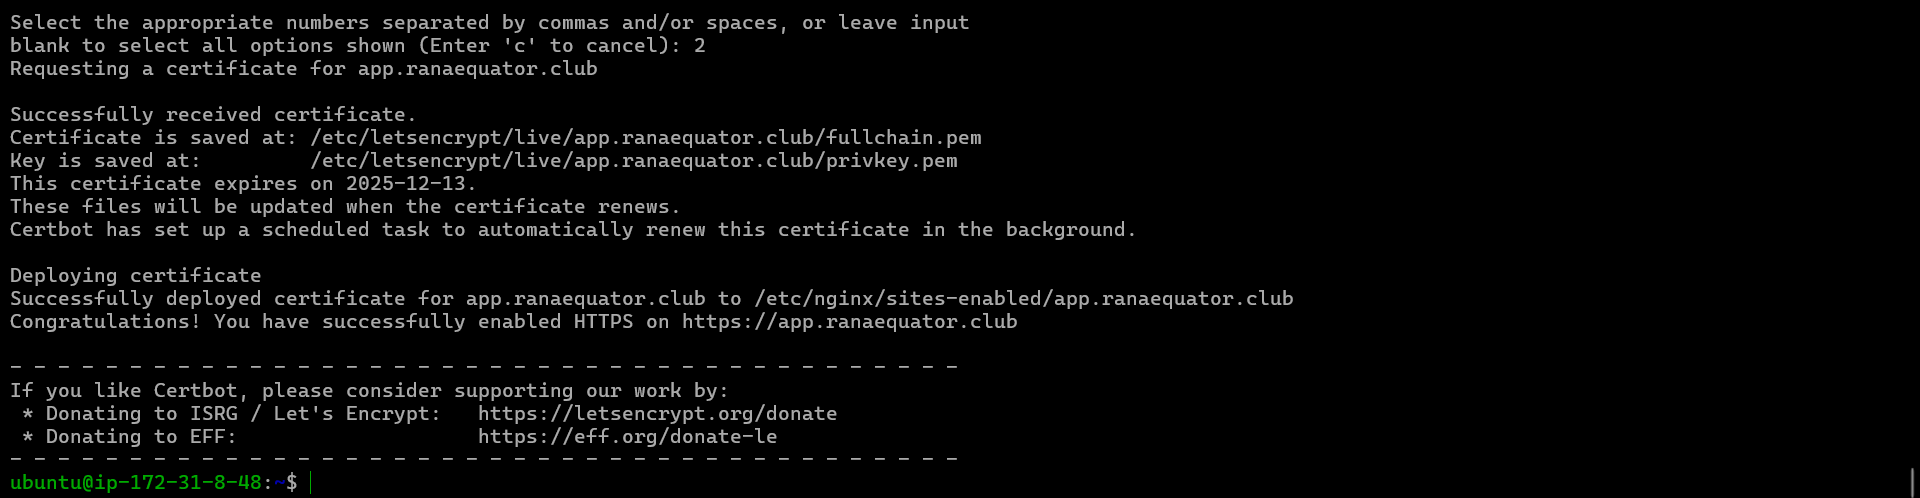 Select the appropriate numbers separated by commas and/or spaces, or leave input
blank to select all options shown (Enter 'c' to cancel): 2
Requesting a certificate for app.ranaequator.club
Successfully received certificate.
Certificate is saved at: /etc/letsencrypt/live/app.ranaequator.club/fullchain.pem
Key is saved at:         /etc/letsencrypt/live/app.ranaequator.club/privkey.pem
This certificate expires on 2025-12-13.
These files will be updated when the certificate renews.
Certbot has set up a scheduled task to automatically renew this certificate in the background.
Deploying certificate
Successfully deployed certificate for app.ranaequator.club to /etc/nginx/sites-enabled/app.ranaequator.club
Congratulations! You have successfully enabled HTTPS on https://app.ranaequator.club
- - - - - - - - - - - - - - - - - - - - - - - - - - - - - - - - - - - - - - - -
If you like Certbot, please consider supporting our work by:
 * Donating to ISRG / Let's Encrypt:   https://letsencrypt.org/donate
 * Donating to EFF:                    https://eff.org/donate-le
- - - - - - - - - - - - - - - - - - - - - - - - - - - - - - - - - - - - - - - -
ubuntu@ip-172-31-8-48:~$